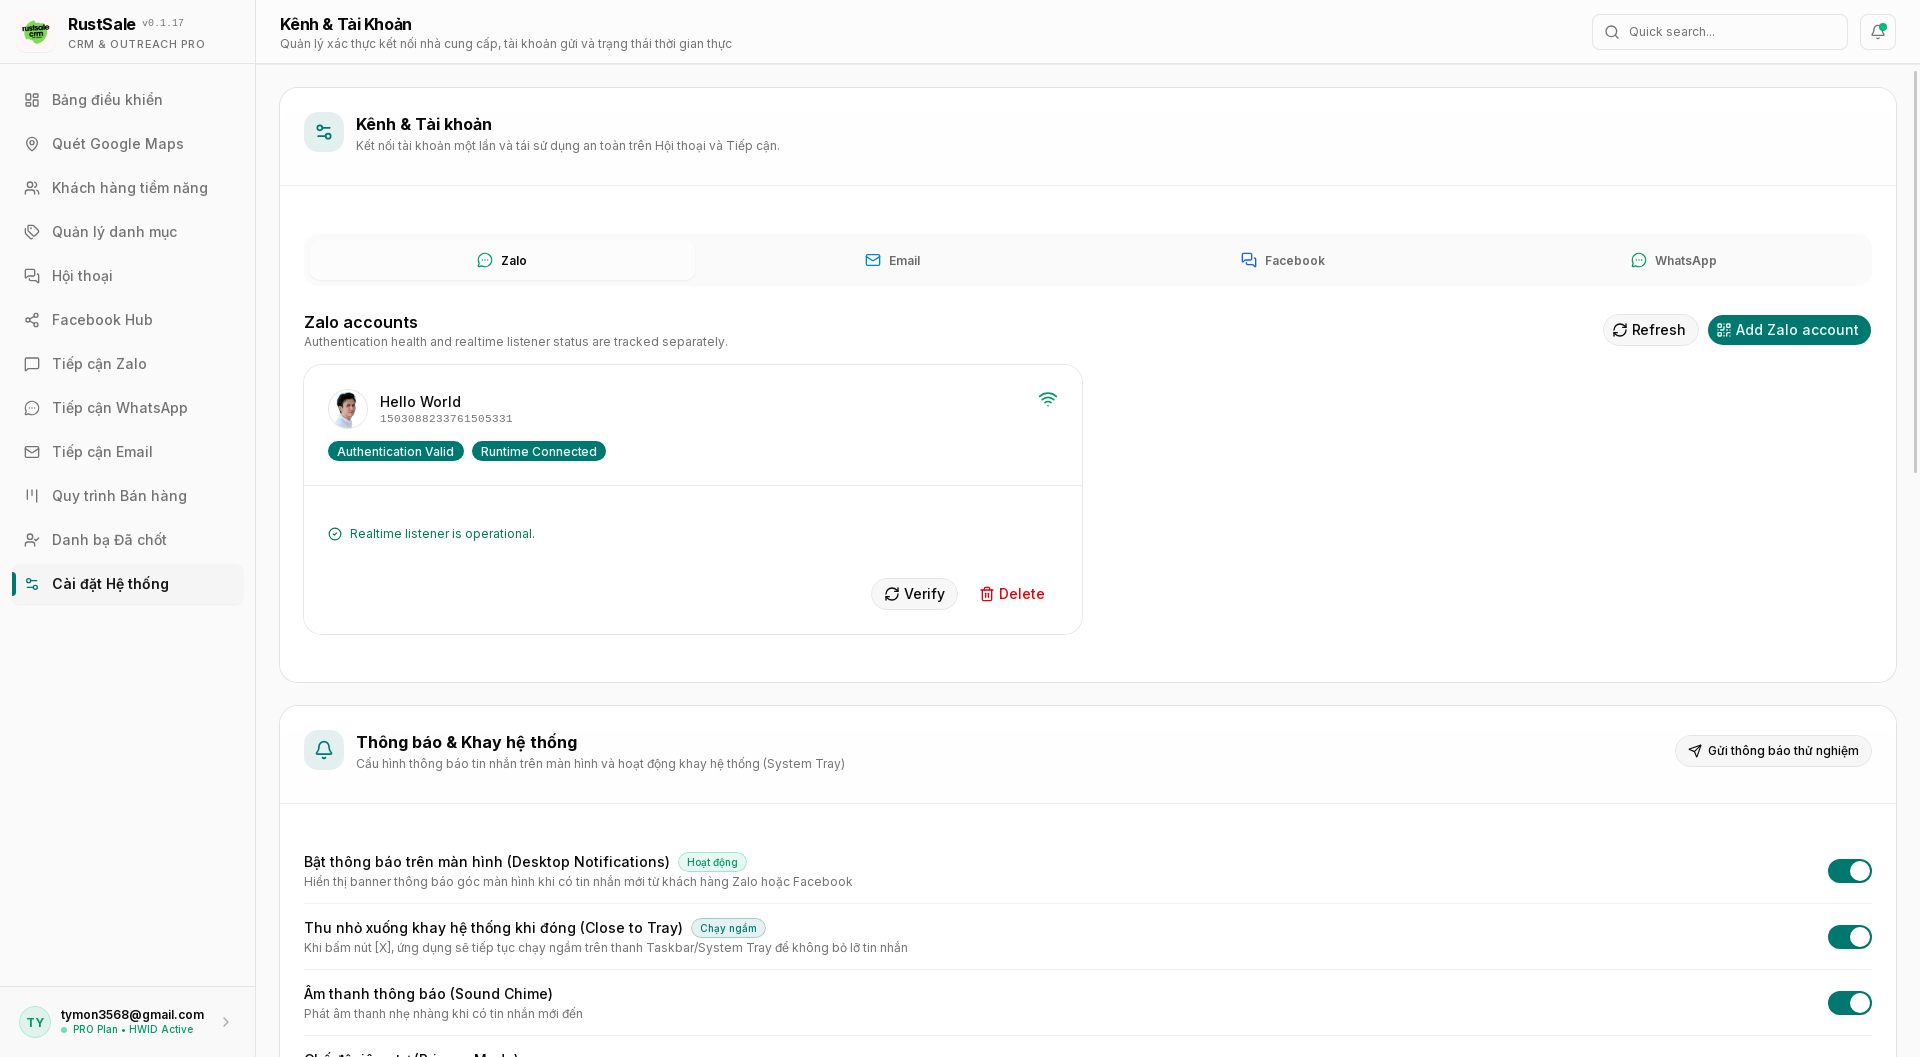 rustsale
crm
RustSale v0.1.17
CRM & OUTREACH PRO
Bảng điều khiển
Quét Google Maps
Khách hàng tiềm năng
Quản lý danh mục
Hội thoại
Facebook Hub
Tiếp cận Zalo
Tiếp cận WhatsApp
Tiếp cận Email
Quy trình Bán hàng
Danh bạ Đã chốt
Cài đặt Hệ thống
TY
tymon3568@gmail.com
PRO Plan • HWID Active
Kênh & Tài Khoản
Quản lý xác thực kết nối nhà cung cấp, tài khoản gửi và trạng thái thời gian thực
Quick search...
Kênh & Tài khoản
Kết nối tài khoản một lần và tái sử dụng an toàn trên Hội thoại và Tiếp cận.
Zalo
Email
Facebook
WhatsApp
Zalo accounts
Authentication health and realtime listener status are tracked separately.
Refresh
Add Zalo account
Hello World
1503088233761505331
Authentication Valid
Runtime Connected
Realtime listener is operational.
Verify
Delete
Thông báo & Khay hệ thống
Cấu hình thông báo tin nhắn trên màn hình và hoạt động khay hệ thống (System Tray)
Gửi thông báo thử nghiệm
Bật thông báo trên màn hình (Desktop Notifications) Hoạt động
Hiển thị banner thông báo góc màn hình khi có tin nhắn mới từ khách hàng Zalo hoặc Facebook
Thu nhỏ xuống khay hệ thống khi đóng (Close to Tray) Chạy ngầm
Khi bấm nút [X], ứng dụng sẽ tiếp tục chạy ngầm trên thanh Taskbar/System Tray để không bỏ lỡ tin nhắn
Âm thanh thông báo (Sound Chime)
Phát âm thanh nhẹ nhàng khi có tin nhắn mới đến